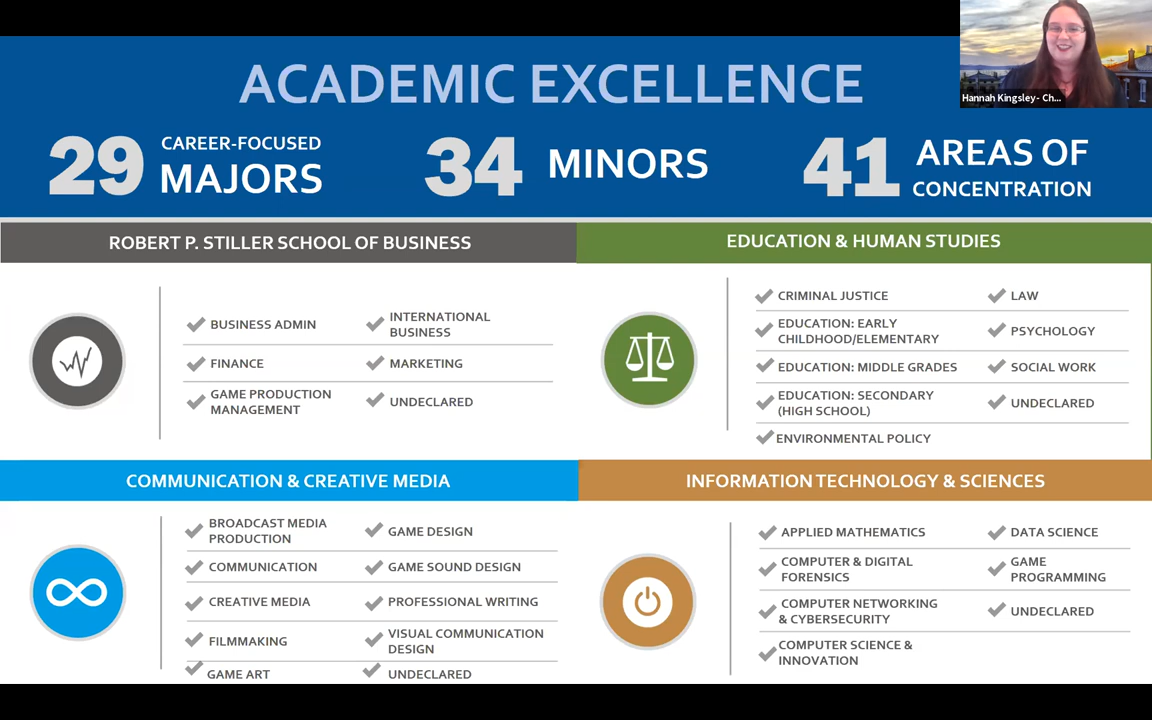 Hannah Kingsley - Ch...
ACADEMIC EXCELLENCE
29 CAREER-FOCUSED
MAJORS
34 MINORS
41 AREAS OF
CONCENTRATION
ROBERT P. STILLER SCHOOL OF BUSINESS
BUSINESS ADMIN
FINANCE
GAME PRODUCTION
MANAGEMENT
INTERNATIONAL
BUSINESS
MARKETING
UNDECLARED
EDUCATION & HUMAN STUDIES
CRIMINAL JUSTICE
EDUCATION: EARLY
CHILDHOOD/ELEMENTARY
EDUCATION: MIDDLE GRADES
EDUCATION: SECONDARY
(HIGH SCHOOL)
ENVIRONMENTAL POLICY
LAW
PSYCHOLOGY
SOCIAL WORK
UNDECLARED
COMMUNICATION & CREATIVE MEDIA
BROADCAST MEDIA
PRODUCTION
COMMUNICATION
CREATIVE MEDIA
FILMMAKING
GAME ART
GAME DESIGN
GAME SOUND DESIGN
PROFESSIONAL WRITING
VISUAL COMMUNICATION
DESIGN
UNDECLARED
INFORMATION TECHNOLOGY & SCIENCES
APPLIED MATHEMATICS
COMPUTER & DIGITAL
FORENSICS
COMPUTER NETWORKING
& CYBERSECURITY
COMPUTER SCIENCE &
INNOVATION
DATA SCIENCE
GAME
PROGRAMMING
UNDECLARED